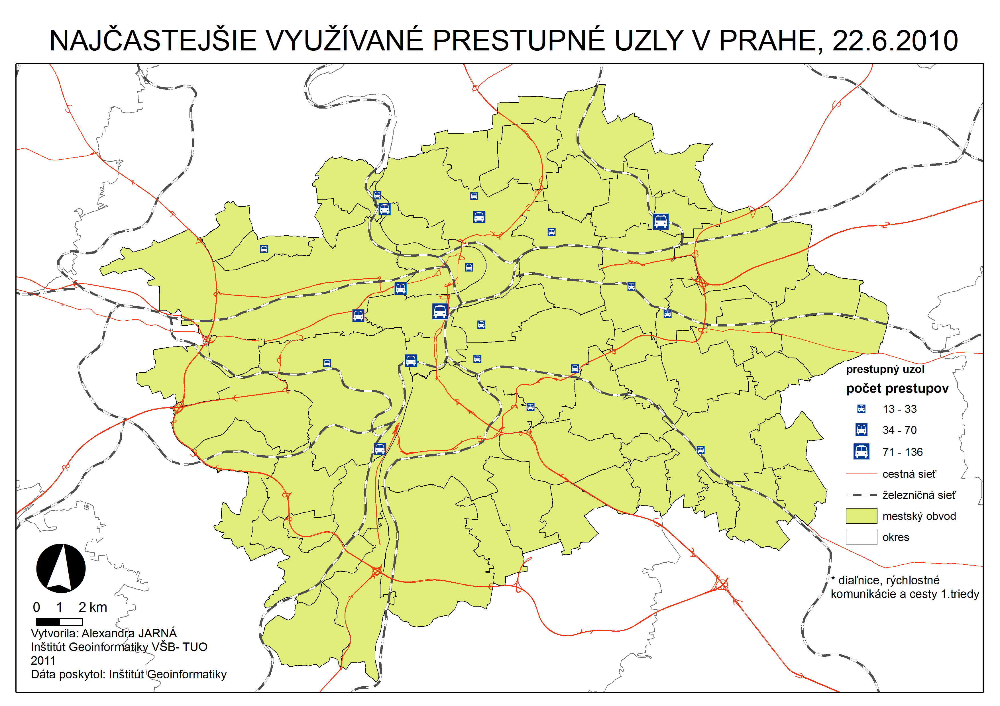 NAJČASTEJŠIE VYUŽÍVANÉ PRESTUPNÉ UZLY V PRAHE, 22.6.2010
prestupný uzol
počet prestupov
13 - 33
34 - 70
71 - 136
cestná sieť
železničná sieť
mestský obvod
okres
* diaľnice, rýchlostné
komunikácie a cesty 1.triedy
0 1 2 km
Vytvorila: Alexandra JARNÁ
Inštitút Geoinformatiky VŠB- TUO
2011
Dáta poskytol: Inštitút Geoinformatiky